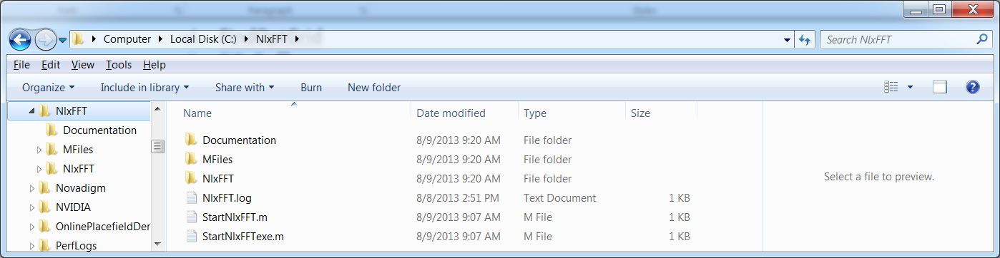 Computer Local Disk (C:) NlxFFT Search NlxFFT
File Edit View Tools Help
Organize Include in library Share with Burn New folder
NlxFFT
Documentation
MFiles
NlxFFT
Novadigm
NVIDIA
OnlinePlacefieldDer
PerfLogs
Name Date modified Type Size
Documentation 8/9/2013 9:20 AM File folder
MFiles 8/9/2013 9:20 AM File folder
NlxFFT 8/9/2013 9:20 AM File folder
NlxFFT.log 8/8/2013 2:51 PM Text Document 1 KB
StartNlxFFT.m 8/9/2013 9:07 AM M File 1 KB
StartNlxFFTexe.m 8/9/2013 9:07 AM M File 1 KB
Select a file to preview.